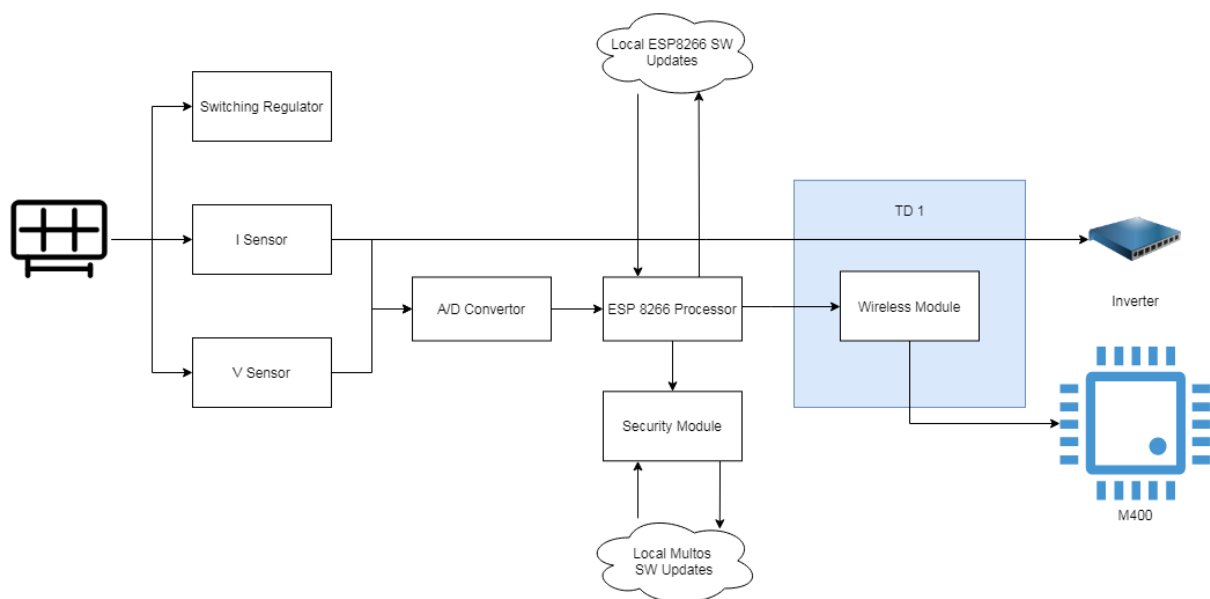 Local ESP8266 SW
Updates
Switching Regulator
TD 1
I Sensor
A/D Convertor
ESP 8266 Processor
Wireless Module
Inverter
V Sensor
Security Module
M400
Local Multos
SW Updates